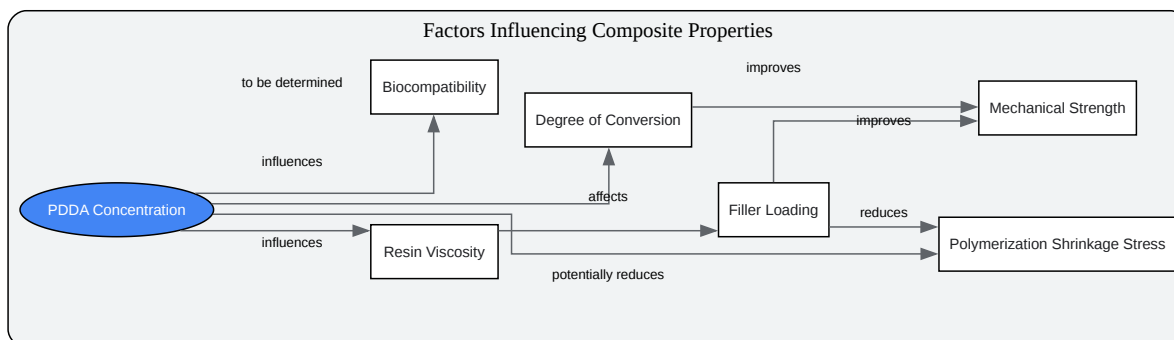 Factors Influencing Composite Properties
to be determined
Biocompatibility
improves
Degree of Conversion
Mechanical Strength
improves
influences
affects
PDDA Concentration
Filler Loading
reduces
influences
Resin Viscosity
Polymerization Shrinkage Stress
potentially reduces